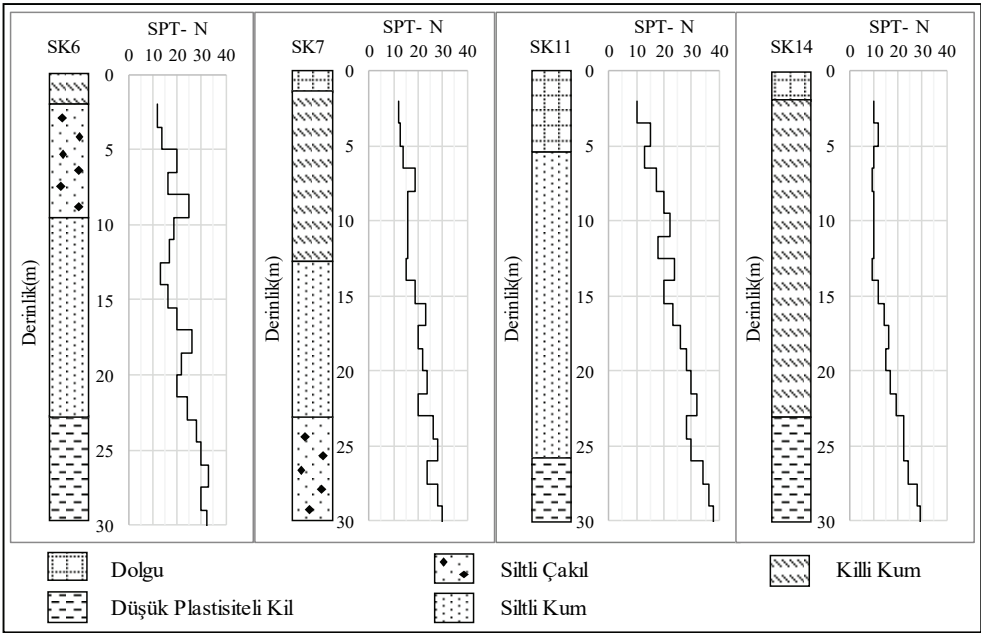 SPT- N
SK6
0 10 20 30 40
0
5
10
15
20
25
30
Derinlik(m)
SPT- N
SK7
0 10 20 30 40
0
5
10
15
20
25
30
Derinlik(m)
SPT- N
SK11
0 10 20 30 40
0
5
10
15
20
25
30
Derinlik(m)
SPT- N
SK14
0 10 20 30 40
0
5
10
15
20
25
30
Derinlik(m)
Dolgu
Siltli Çakıl
Killi Kum
Düşük Plastisiteli Kil
Siltli Kum